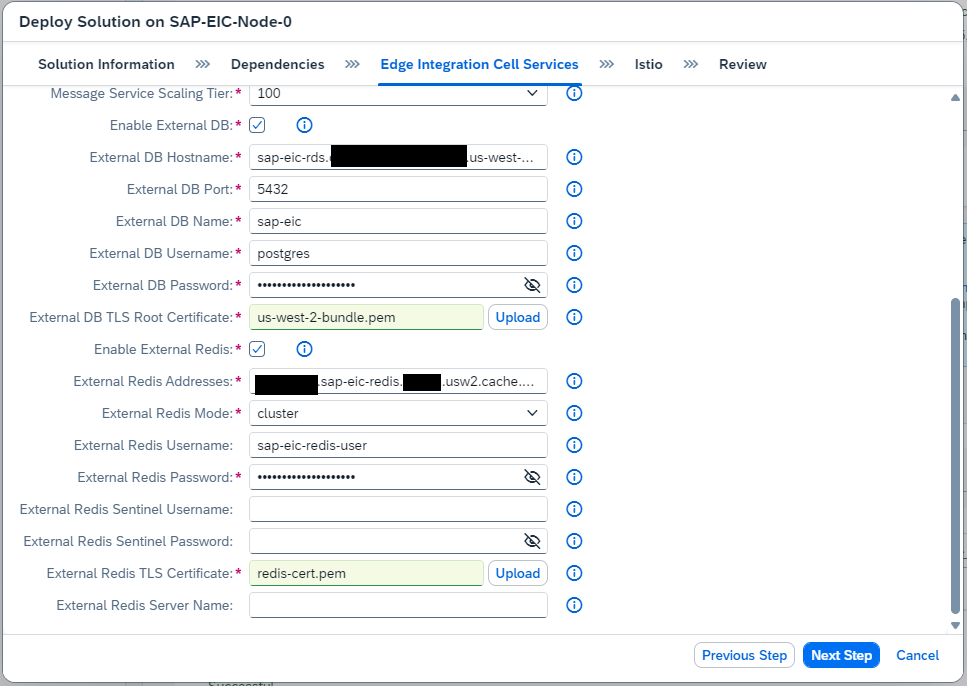 Deploy Solution on SAP-EIC-Node-0
Solution Information >>> Dependencies >>> Edge Integration Cell Services >>> Istio >>> Review
Message Service Scaling Tier:* 100
Enable External DB:*
External DB Hostname:* sap-eic-rds. .us-west-...
External DB Port:* 5432
External DB Name:* sap-eic
External DB Username:* postgres
External DB Password:* •••••••••••••••••••
External DB TLS Root Certificate:* us-west-2-bundle.pem Upload
Enable External Redis:*
External Redis Addresses:* .sap-eic-redis. .usw2.cache....
External Redis Mode:* cluster
External Redis Username: sap-eic-redis-user
External Redis Password:* •••••••••••••••••••
External Redis Sentinel Username:
External Redis Sentinel Password:
External Redis TLS Certificate:* redis-cert.pem Upload
External Redis Server Name:
Previous Step Next Step Cancel